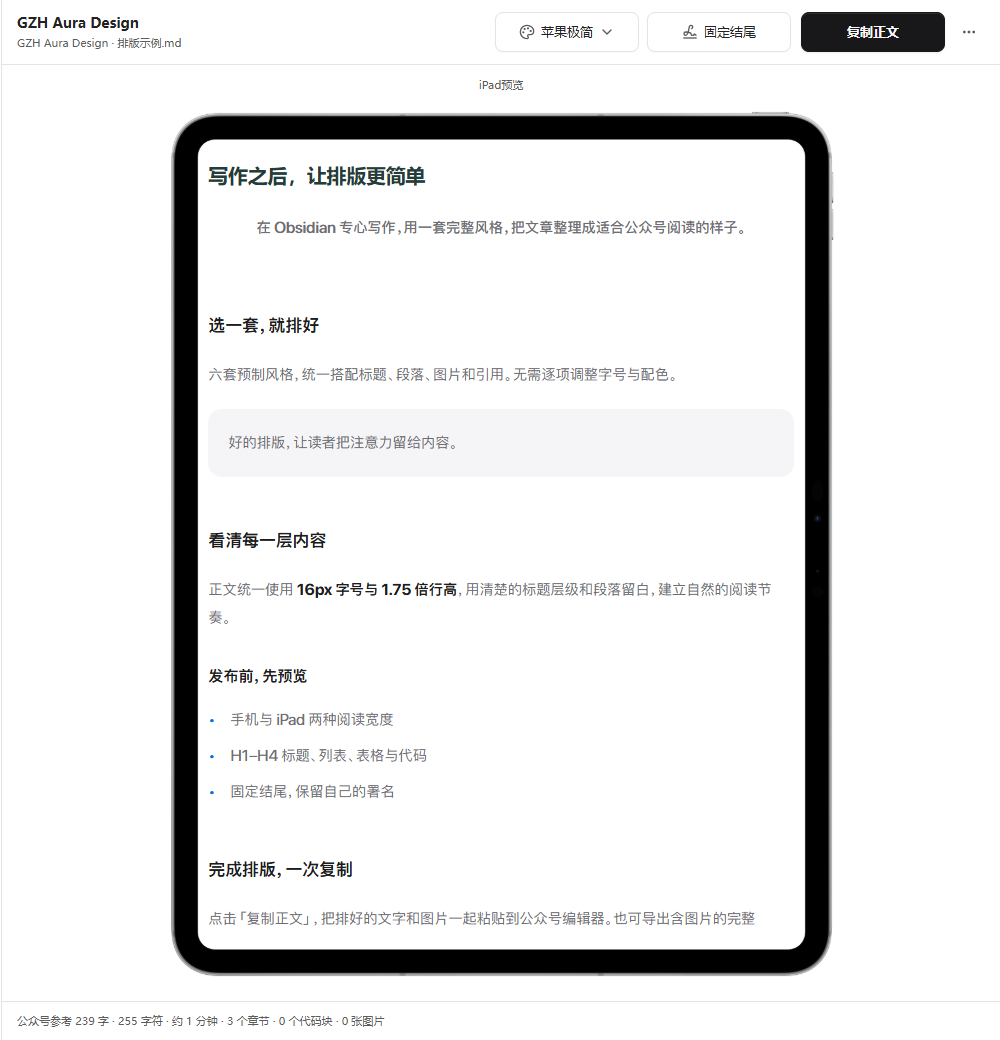 GZH Aura Design
GZH Aura Design · 排版示例.md
苹果极简
固定结尾
复制正文
iPad预览
写作之后，让排版更简单
在 Obsidian 专心写作，用一套完整风格，把文章整理成适合公众号阅读的样子。
选一套，就排好
六套预制风格，统一搭配标题、段落、图片和引用。无需逐项调整字号与配色。
好的排版，让读者把注意力留给内容。
看清每一层内容
正文统一使用 16px 字号与 1.75 倍行高，用清楚的标题层级和段落留白，建立自然的阅读节
奏。
发布前，先预览
• 手机与 iPad 两种阅读宽度
• H1–H4 标题、列表、表格与代码
• 固定结尾，保留自己的署名
完成排版，一次复制
点击「复制正文」，把排好的文字和图片一起粘贴到公众号编辑器。也可导出含图片的完整
公众号参考 239 字 · 255 字符 · 约 1 分钟 · 3 个章节 · 0 个代码块 · 0 张图片